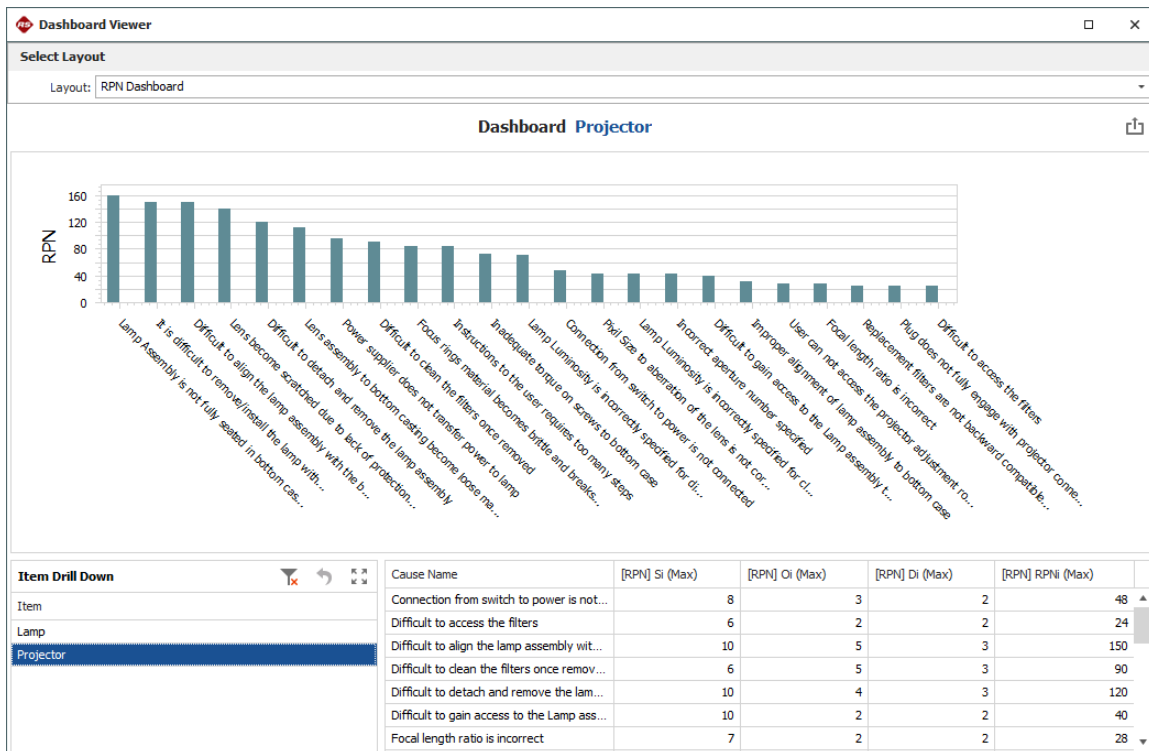 RS Dashboard Viewer
Select Layout
Layout: RPN Dashboard
Dashboard Projector
RPN
160
120
80
40
0
Lamp Assembly is not fully seated in bottom cas...
It is difficult to remove/install the lamp with...
Difficult to align the lamp assembly with the b...
Lens become scratched due to lack of protection...
Difficult to detach and remove the lamp assembly
Lens assembly to bottom casting become loose ma...
Power supplier does not transfer power to lamp
Difficult to clean the filters once removed
Focus rings material becomes brittle and breaks...
Instructions to the user requires too many steps
Inadequate torque on screws to bottom case
Lamp Luminosity is incorrectly specified for di...
Connection from switch to power is not connected
Pixil Size to aberration of the lens is not cor...
Lamp Luminosity is incorrectly specified for cl...
Incorrect aperture number specified
Difficult to gain access to the Lamp assembly t...
Improper alignment of lamp assembly to bottom case
User can not access the projector adjustment ro...
Focal length ratio is incorrect
Replacement filters are not backward compatible...
Plug does not fully engage with projector conne...
Difficult to access the filters
Item Drill Down
Item
Lamp
Projector
Cause Name [RPN] Si (Max) [RPN] Oi (Max) [RPN] Di (Max) [RPN] RPNi (Max)
Connection from switch to power is not... 8 3 2 48
Difficult to access the filters 6 2 2 24
Difficult to align the lamp assembly wit... 10 5 3 150
Difficult to clean the filters once remov... 6 5 3 90
Difficult to detach and remove the lam... 10 4 3 120
Difficult to gain access to the Lamp ass... 10 2 2 40
Focal length ratio is incorrect 7 2 2 28